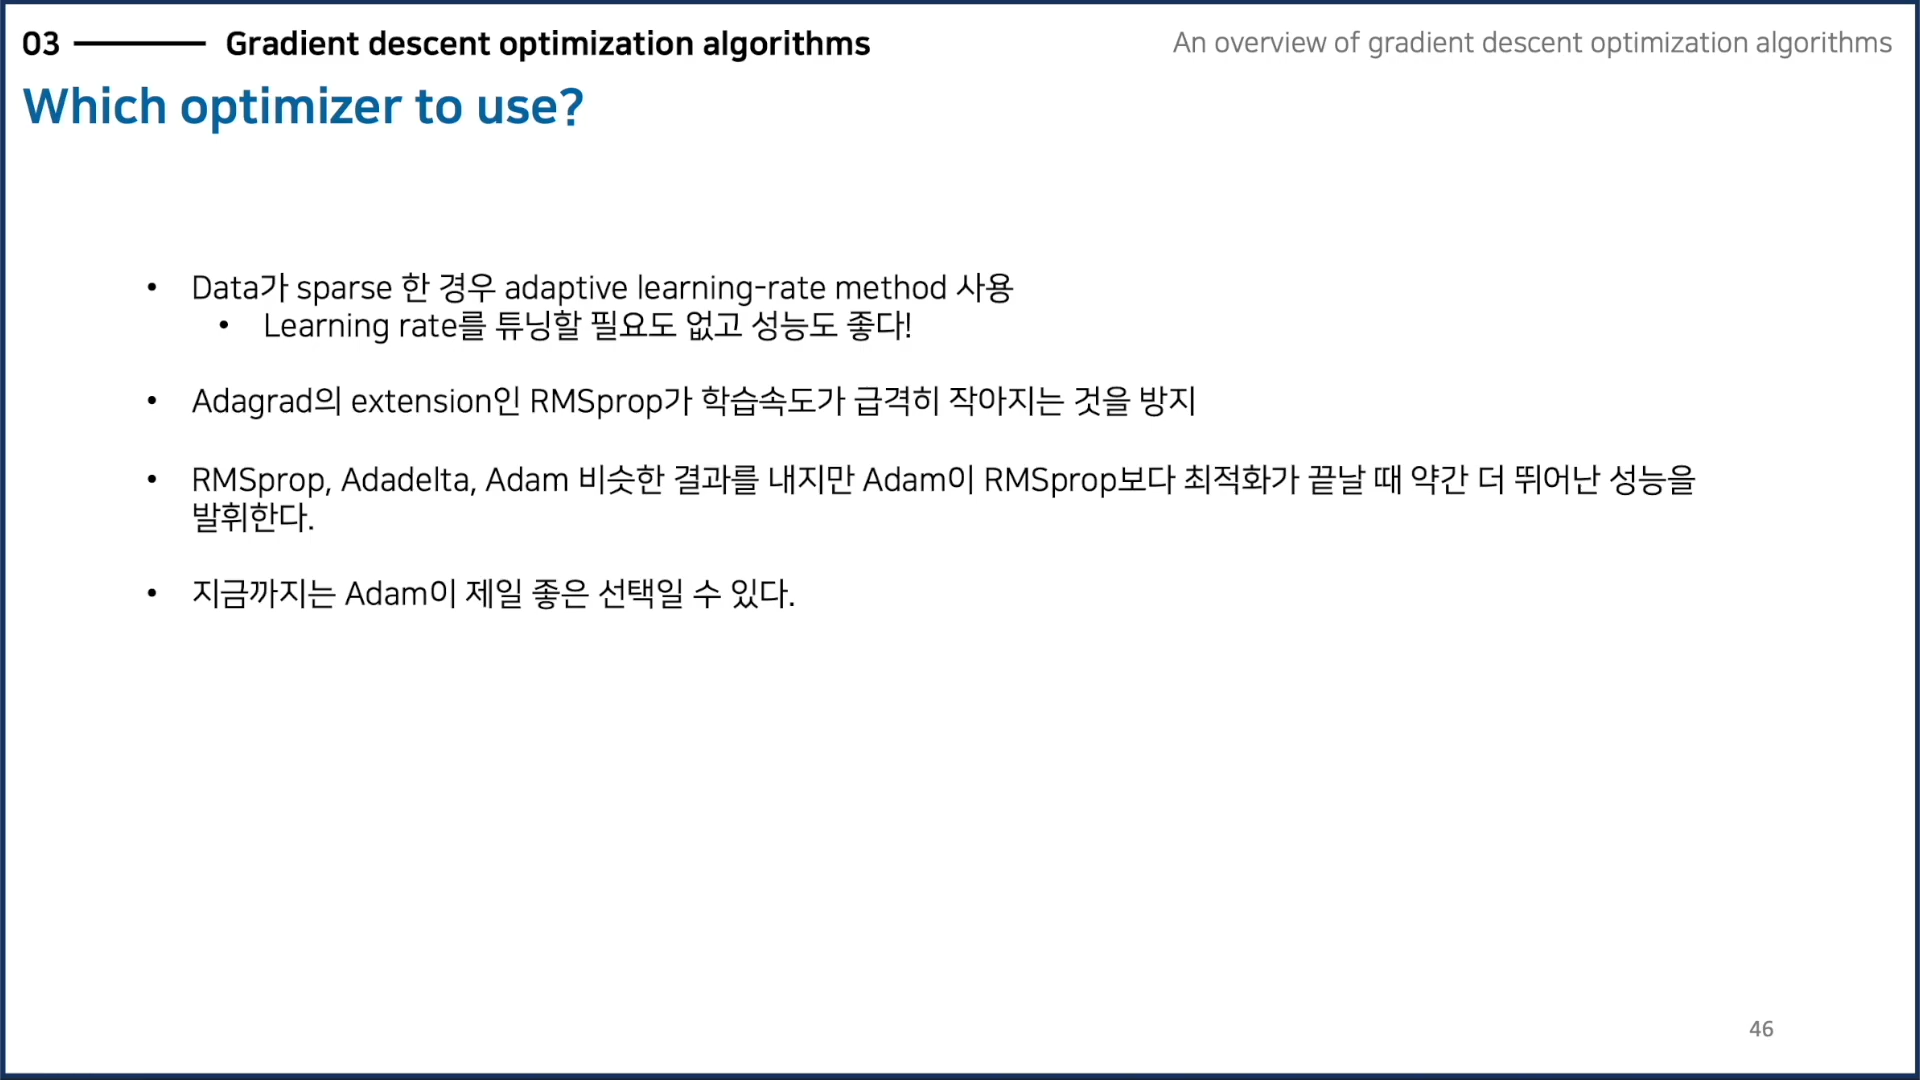 03 Gradient descent optimization algorithms
An overview of gradient descent optimization algorithms
Which optimizer to use?
• Data가 sparse 한 경우 adaptive learning-rate method 사용
• Learning rate를 튜닝할 필요도 없고 성능도 좋다!
• Adagrad의 extension인 RMSprop가 학습속도가 급격히 작아지는 것을 방지
• RMSprop, Adadelta, Adam 비슷한 결과를 내지만 Adam이 RMSprop보다 최적화가 끝날 때 약간 더 뛰어난 성능을
발휘한다.
• 지금까지는 Adam이 제일 좋은 선택일 수 있다.
46